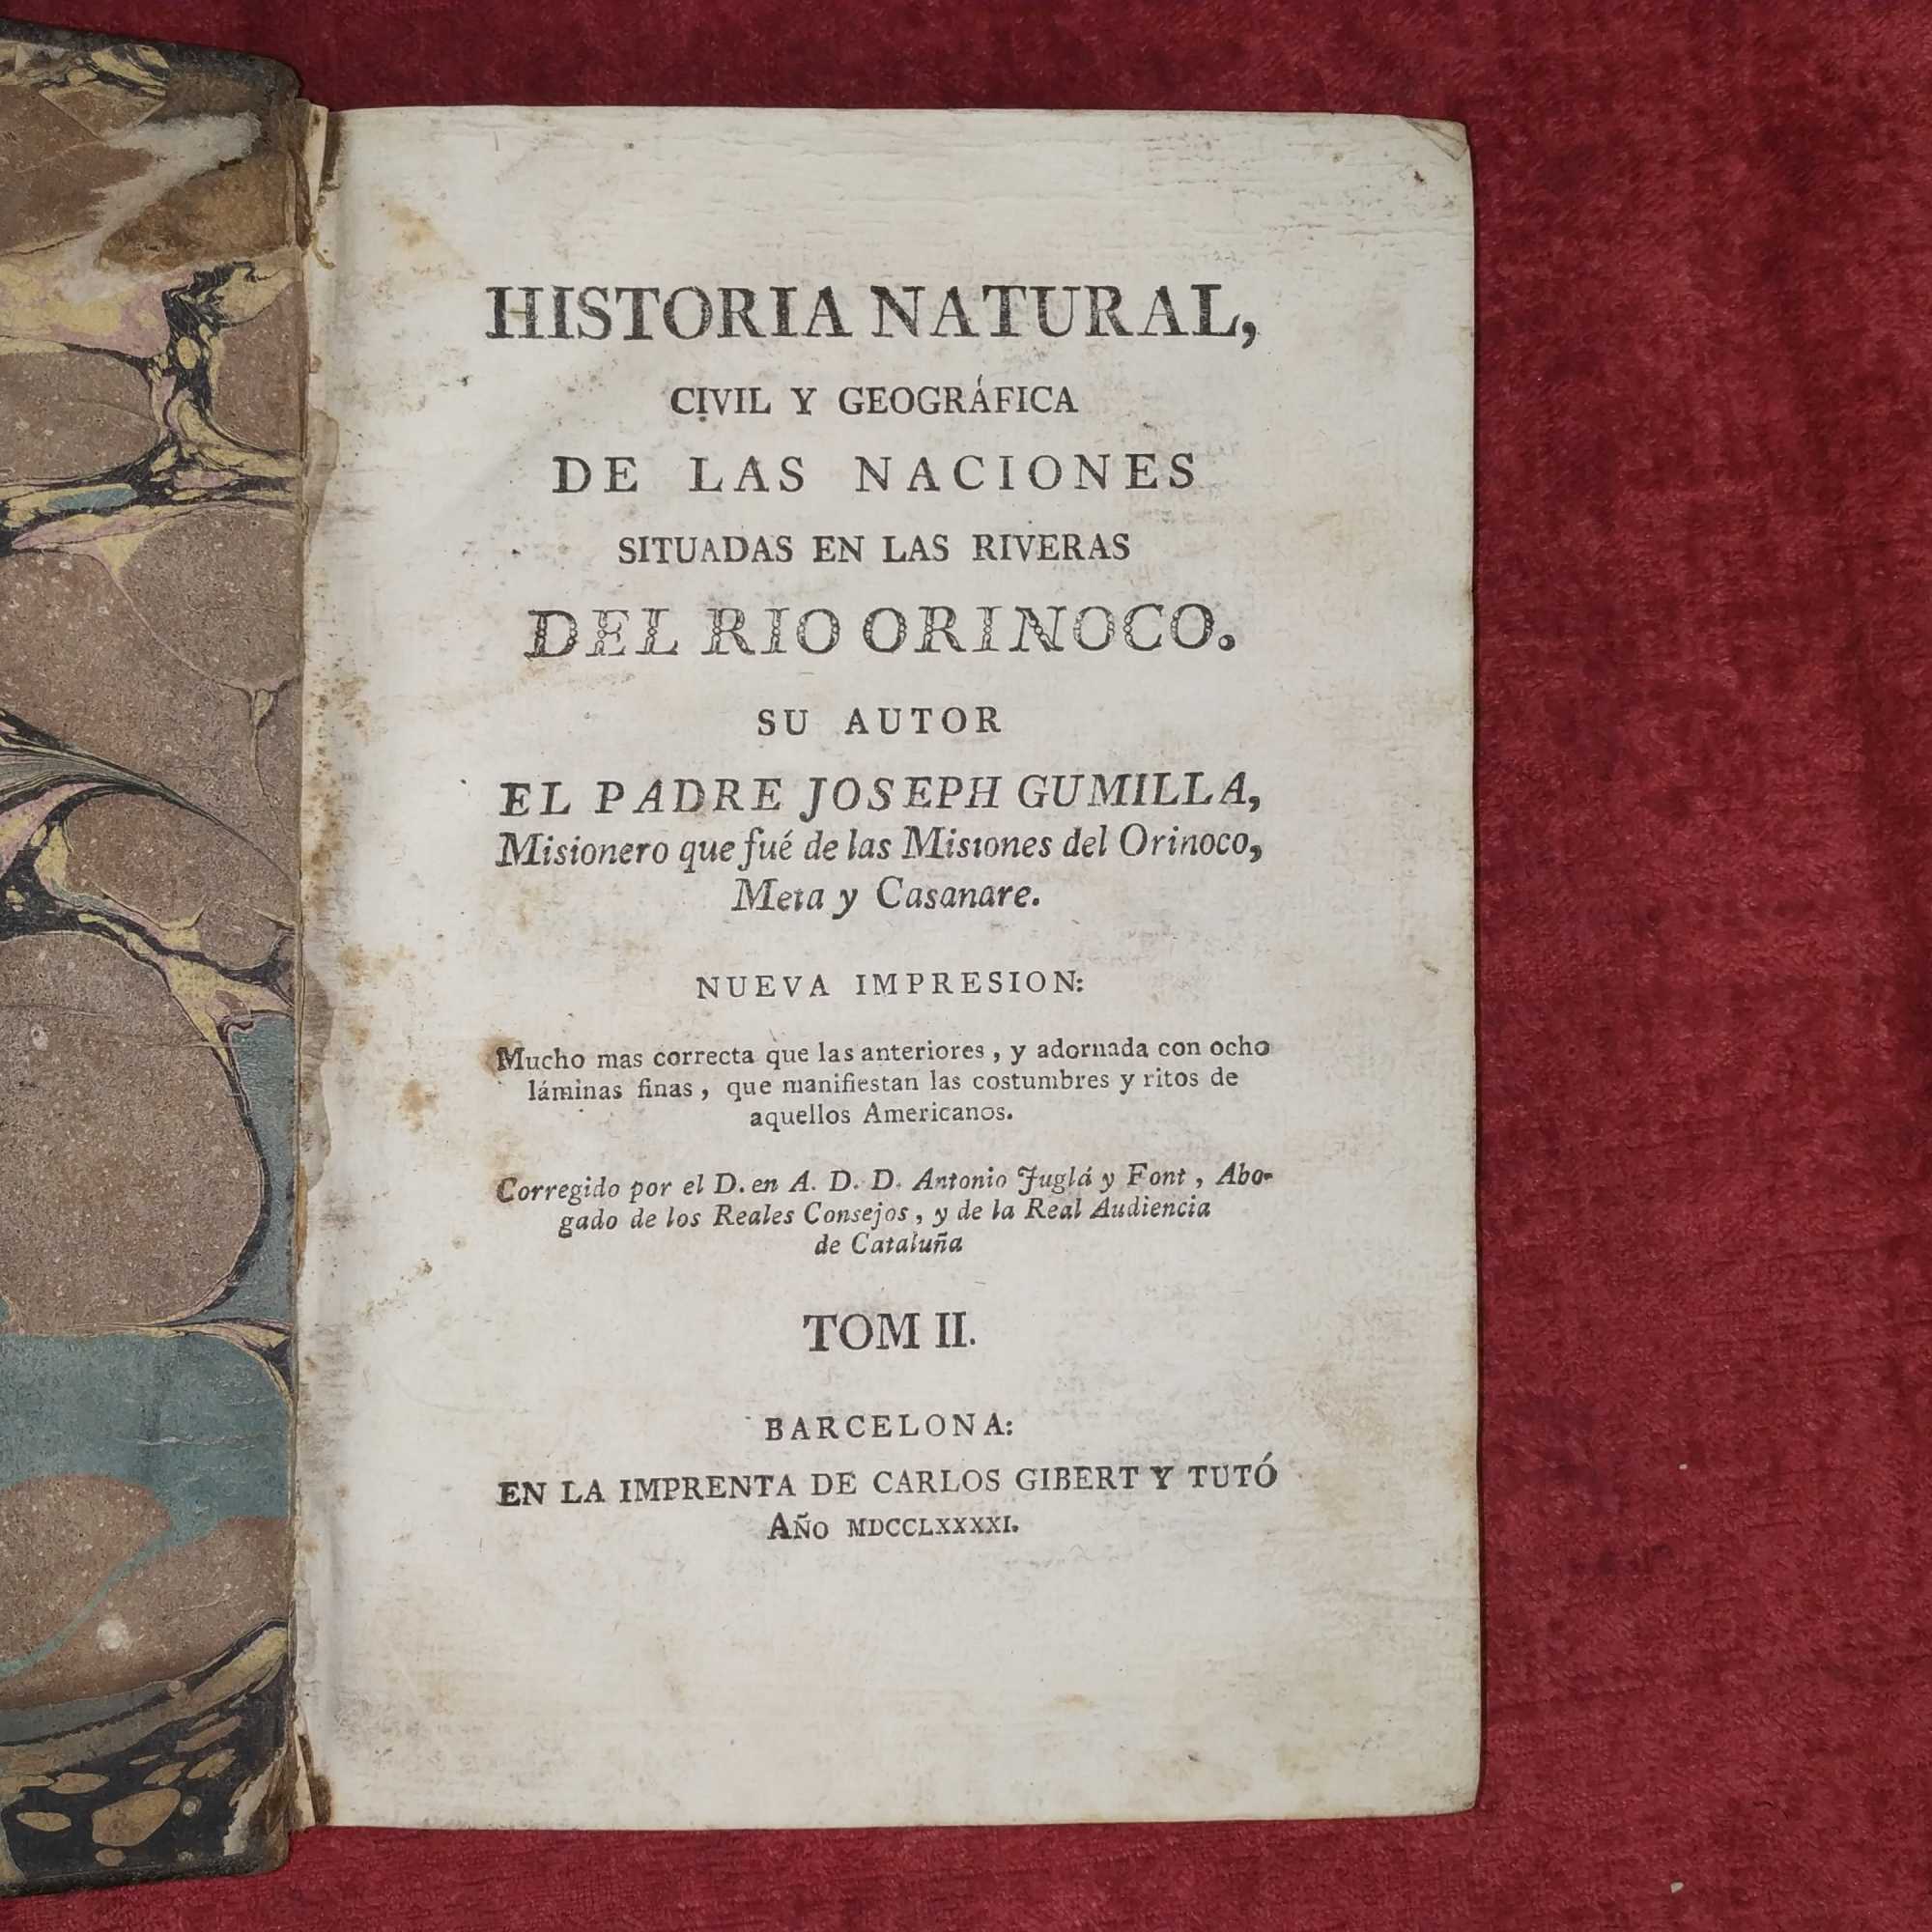 HISTORIA NATURAL,
CIVIL Y GEOGRÁFICA
DE LAS NACIONES
SITUADAS EN LAS RIVERAS
DEL RIO ORINOCO.
SU AUTOR
EL PADRE JOSEPH GUMILLA,
Misionero que fué de las Misiones del Orinoco,
Meta y Casanare.
NUEVA IMPRESION:
Mucho mas correcta que las anteriores, y adornada con ocho
láminas finas, que manifiestan las costumbres y ritos de
aquellos Americanos.
Corregido por el D. en A. D. D. Antonio Juglá y Font, Abo-
gado de los Reales Consejos, y de la Real Audiencia
de Cataluña
TOM II.
BARCELONA:
EN LA IMPRENTA DE CARLOS GIBERT Y TUTÓ
AÑO MDCCLXXXXI.